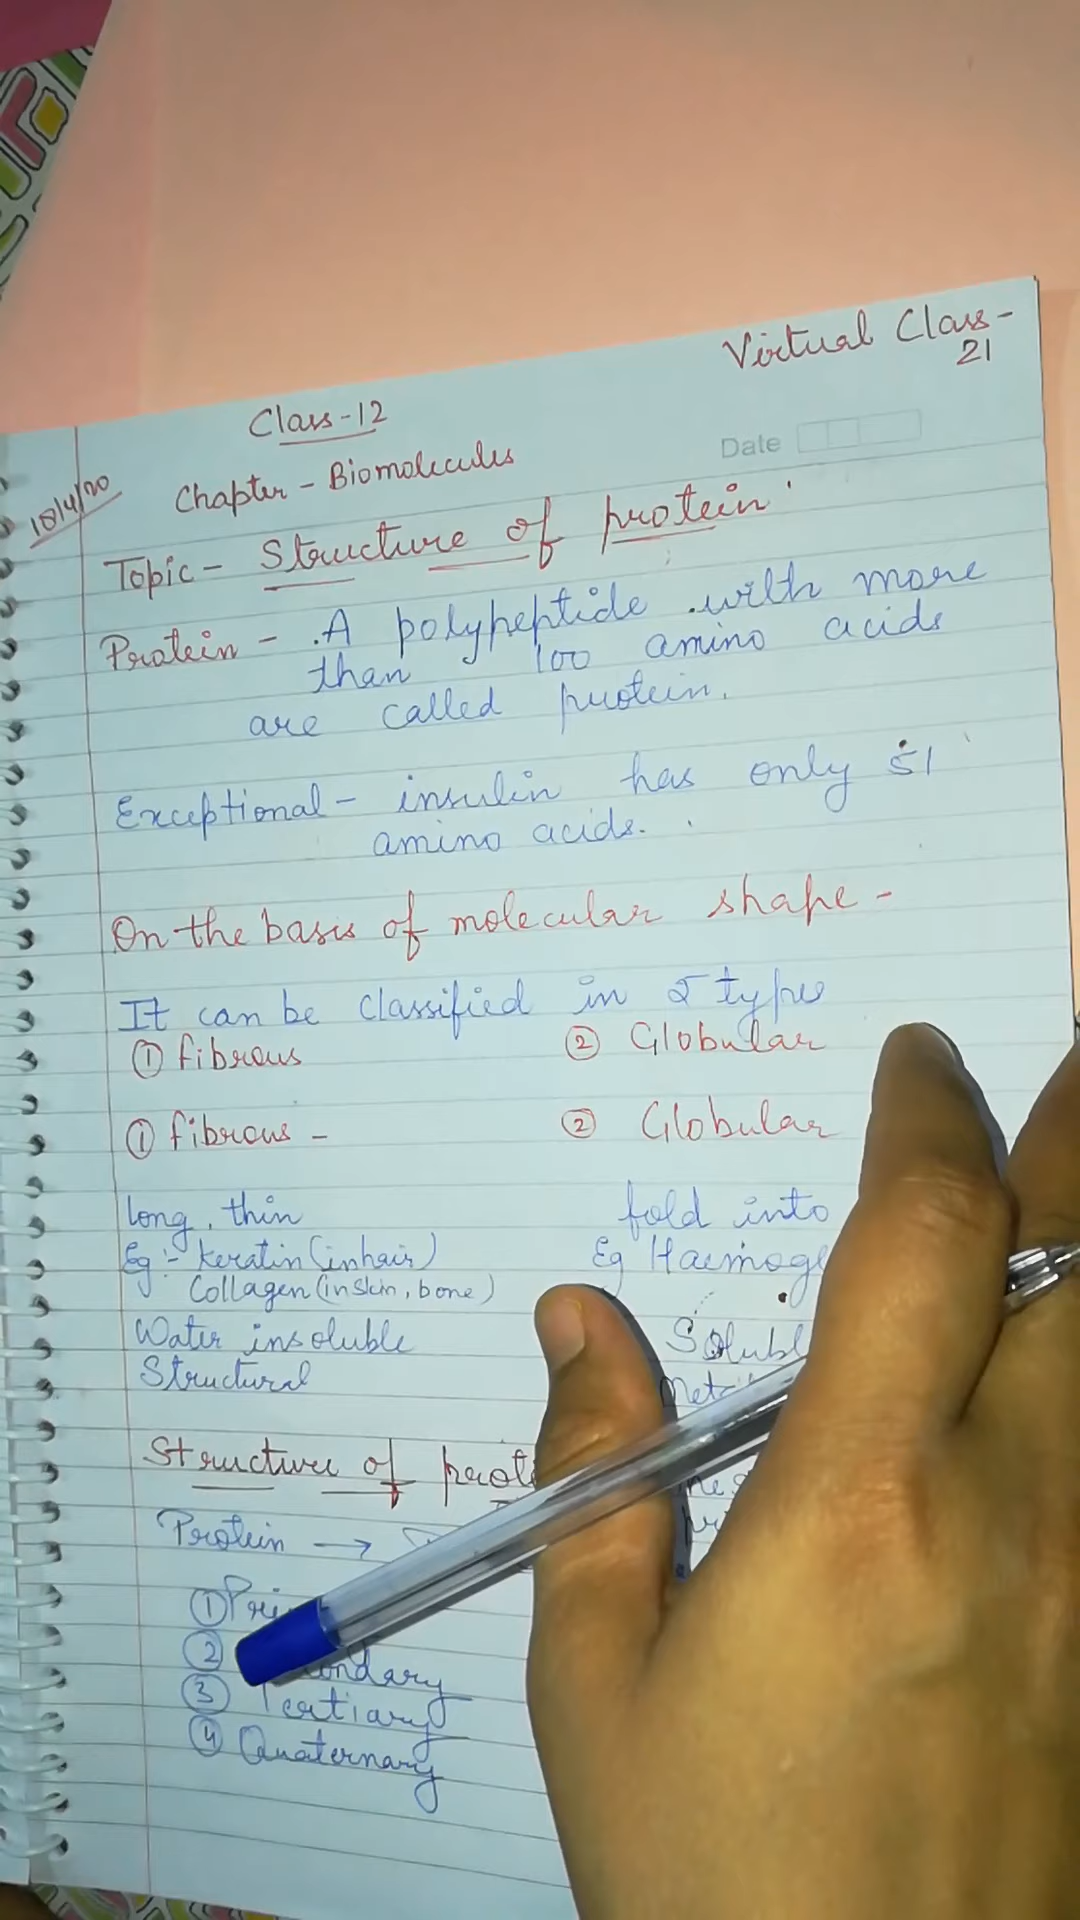 Virtual Class-
21
Class-12
Date
18/4/20
Chapter - Biomolecules
Topic - Structure of protein
Protein - . A polypeptide with more
than 100 amino acids
are called protein.
Exceptional - insulin has only 51
amino acids.
On the basis of molecular shape -
It can be classified in 2 types
① fibrous ② Globular
① fibrous - ② Globular
long, thin fold into
Eg :- Keratin (in hair) Eg Haemog
Collagen (in skin, bone)
Water insoluble Solubl
Structural
Structure of
Protein →
①
② ondary
③ Tertiary
④ Quaternary